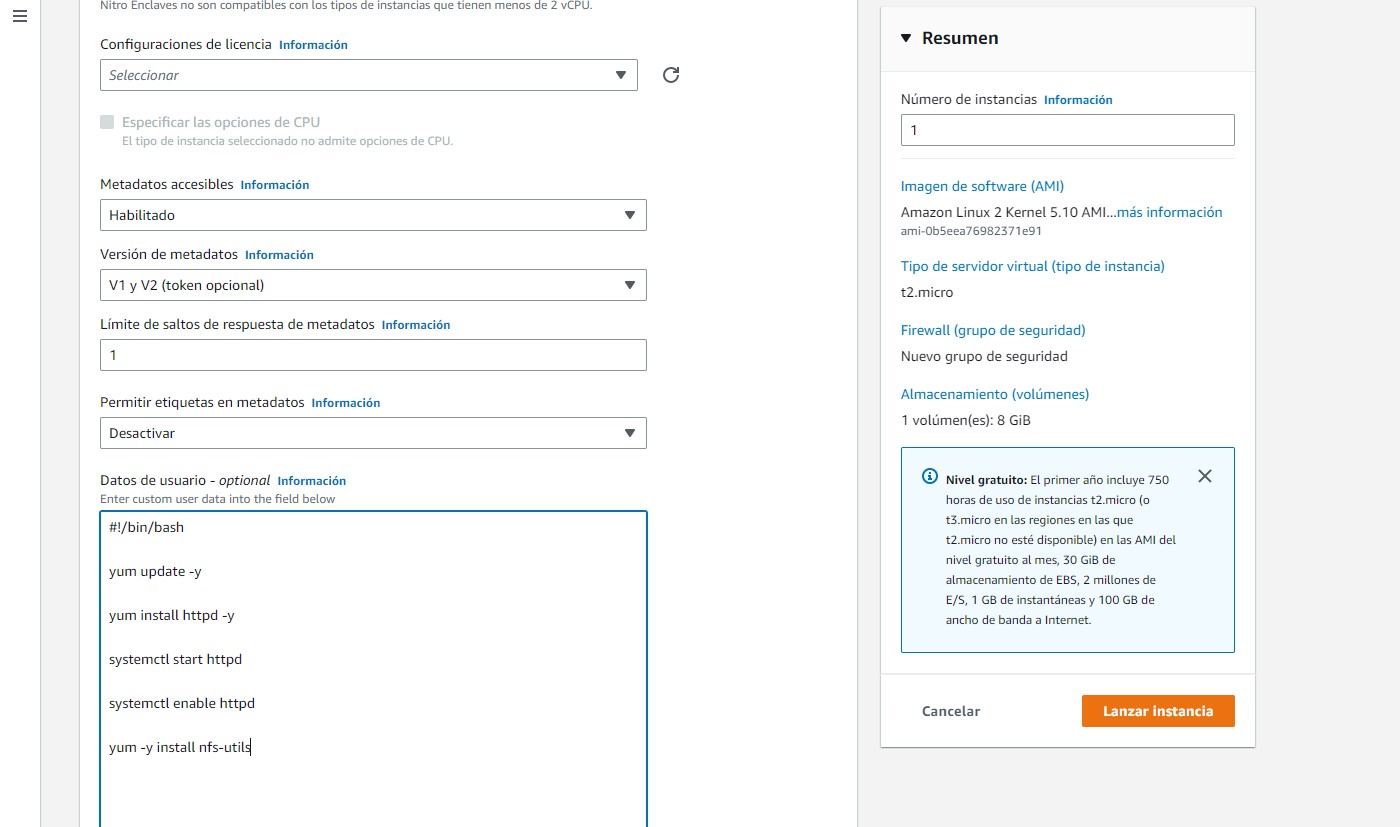 Nitro Enclaves no son compatibles con los tipos de instancias que tienen menos de 2 vCPU.
Configuraciones de licencia Información
Seleccionar
Especificar las opciones de CPU
El tipo de instancia seleccionado no admite opciones de CPU.
Metadatos accesibles Información
Habilitado
Versión de metadatos Información
V1 y V2 (token opcional)
Límite de saltos de respuesta de metadatos Información
1
Permitir etiquetas en metadatos Información
Desactivar
Datos de usuario - optional Información
Enter custom user data into the field below
#!/bin/bash
yum update -y
yum install httpd -y
systemctl start httpd
systemctl enable httpd
yum -y install nfs-utils
Resumen
Número de instancias Información
1
Imagen de software (AMI)
Amazon Linux 2 Kernel 5.10 AMI...más información
ami-0b5eea76982371e91
Tipo de servidor virtual (tipo de instancia)
t2.micro
Firewall (grupo de seguridad)
Nuevo grupo de seguridad
Almacenamiento (volúmenes)
1 volúmen(es): 8 GiB
Nivel gratuito: El primer año incluye 750
horas de uso de instancias t2.micro (o
t3.micro en las regiones en las que
t2.micro no esté disponible) en las AMI del
nivel gratuito al mes, 30 GiB de
almacenamiento de EBS, 2 millones de
E/S, 1 GB de instantáneas y 100 GB de
ancho de banda a Internet.
Cancelar
Lanzar instancia